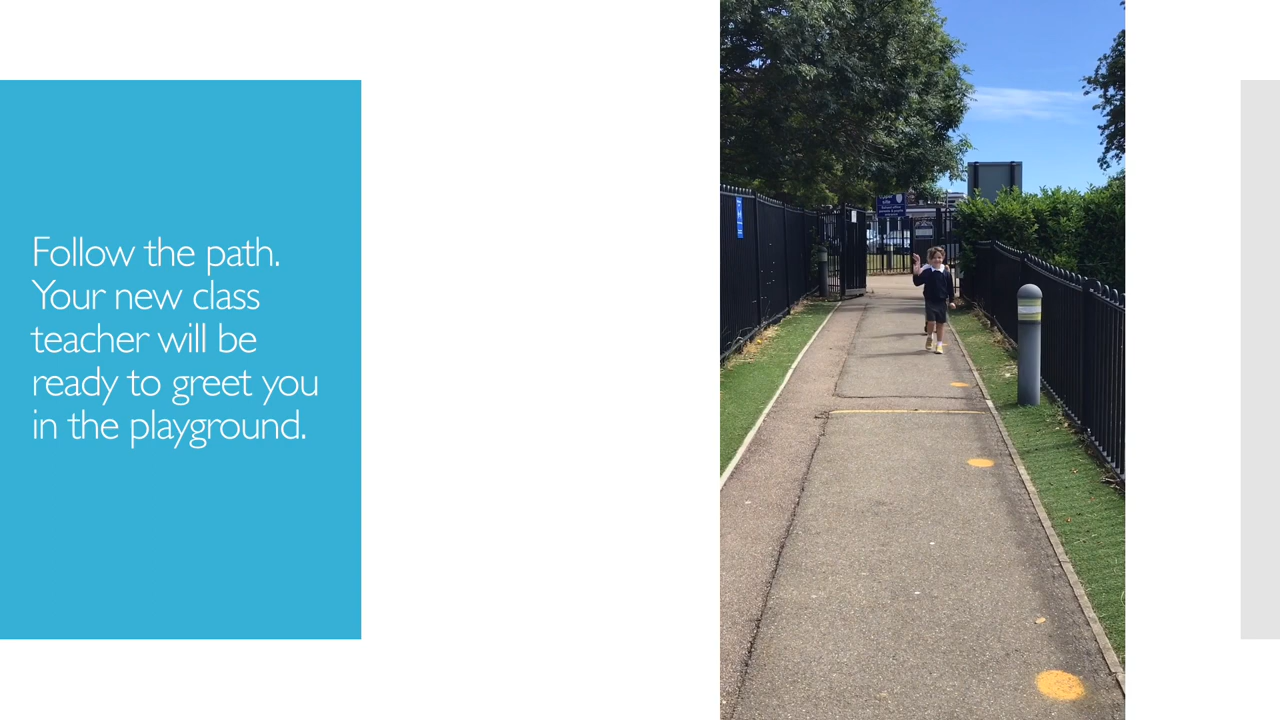 Follow the path.
Your new class
teacher will be
ready to greet you
in the playground.